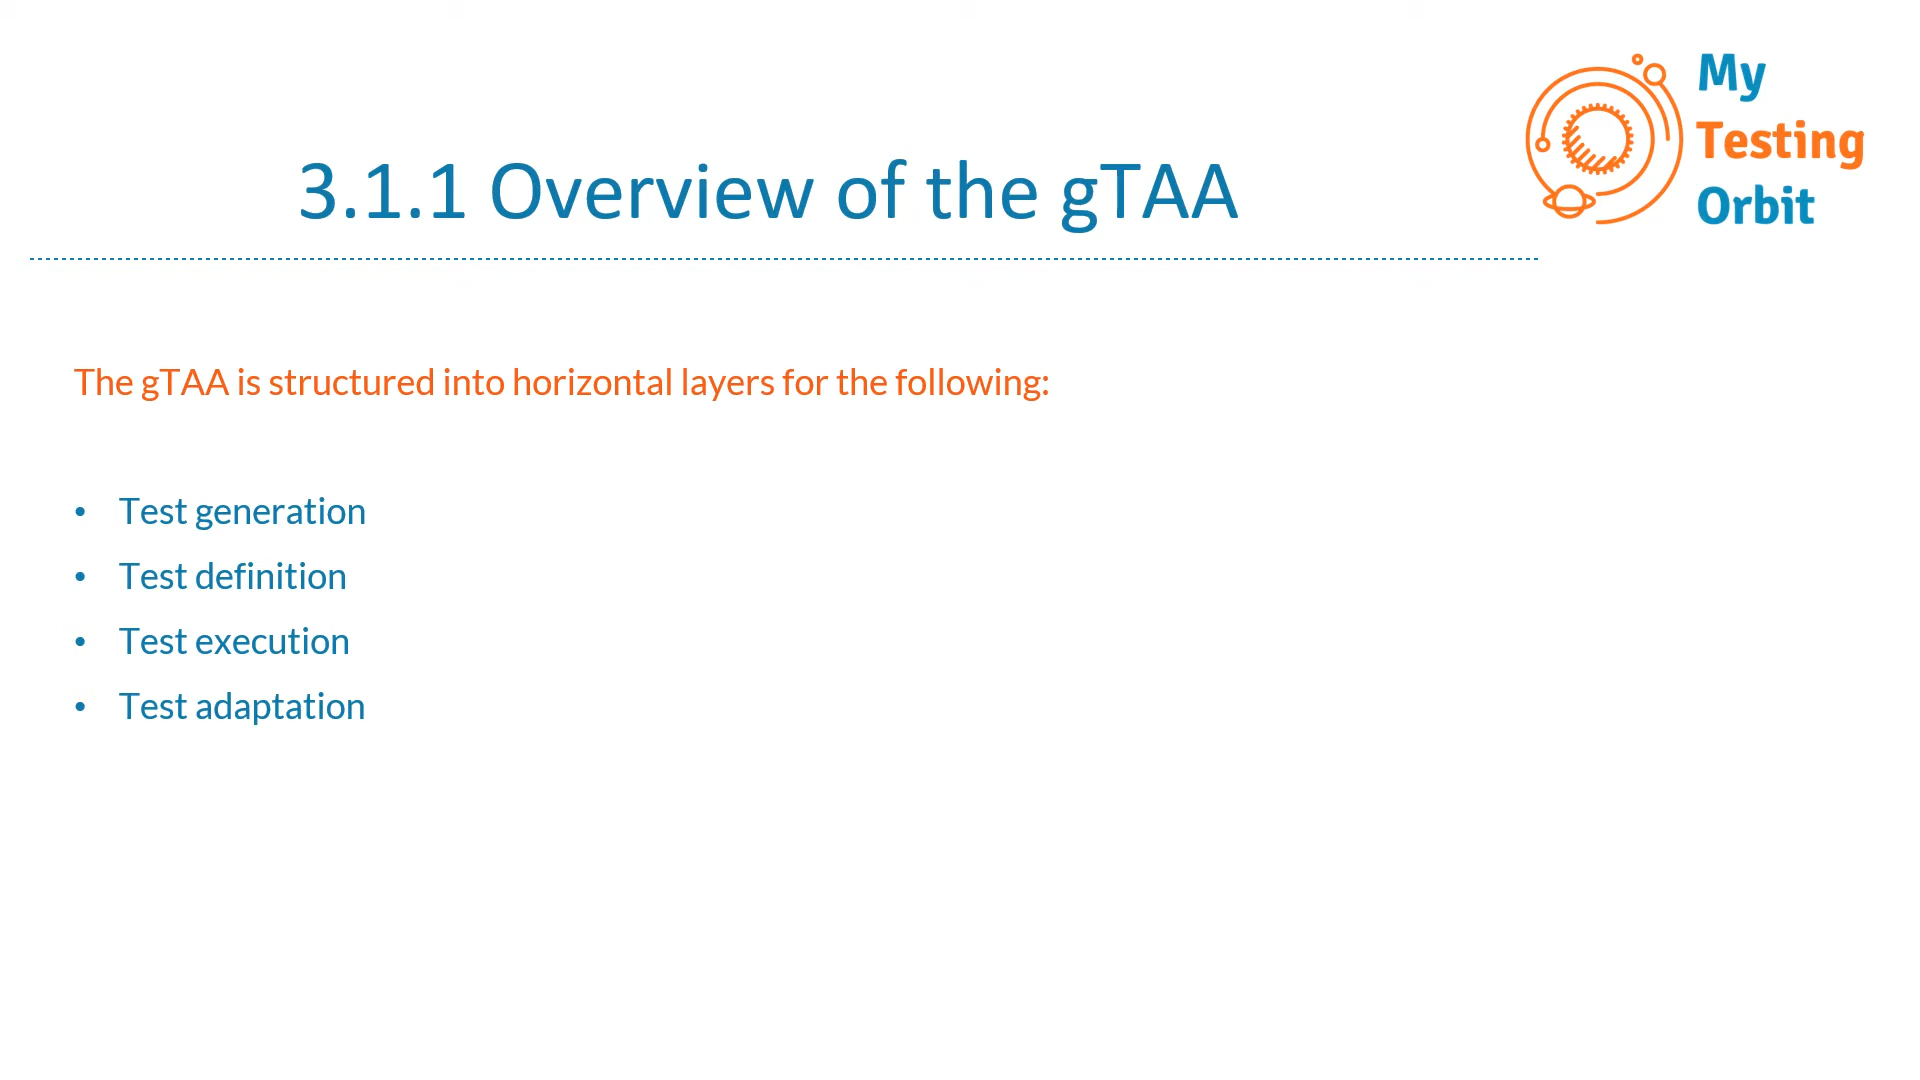 My
Testing
Orbit
3.1.1 Overview of the gTAA
The gTAA is structured into horizontal layers for the following:
• Test generation
• Test definition
• Test execution
• Test adaptation